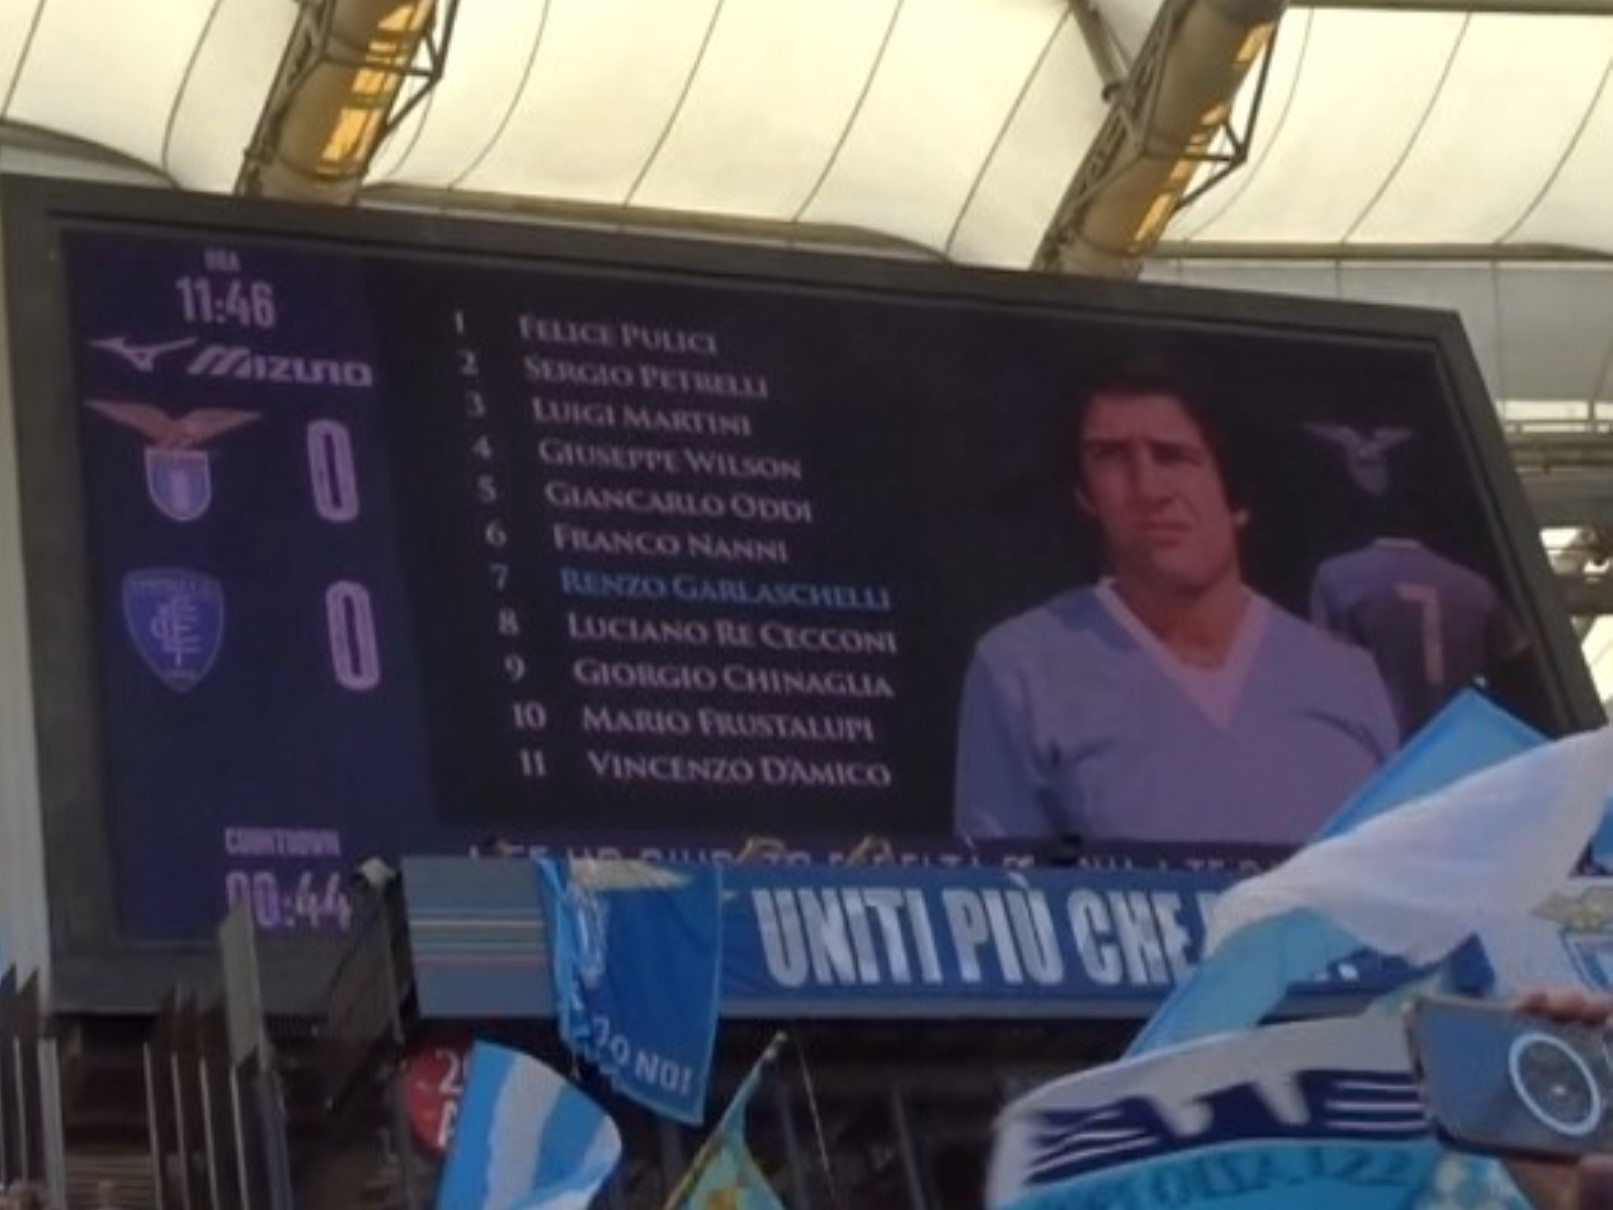 ORA
11:46
MIZUNO
0
0
COUNTDOWN
00:44
1 FELICE PULICI
2 SERGIO PETRELLI
3 LUIGI MARTINI
4 GIUSEPPE WILSON
5 GIANCARLO ODDI
6 FRANCO NANNI
7 RENZO GARLASCHELLI
8 LUCIANO RE CECCONI
9 GIORGIO CHINAGLIA
10 MARIO FRUSTALUPI
11 VINCENZO D'AMICO
7
UNITI PIÙ CHE
NOI